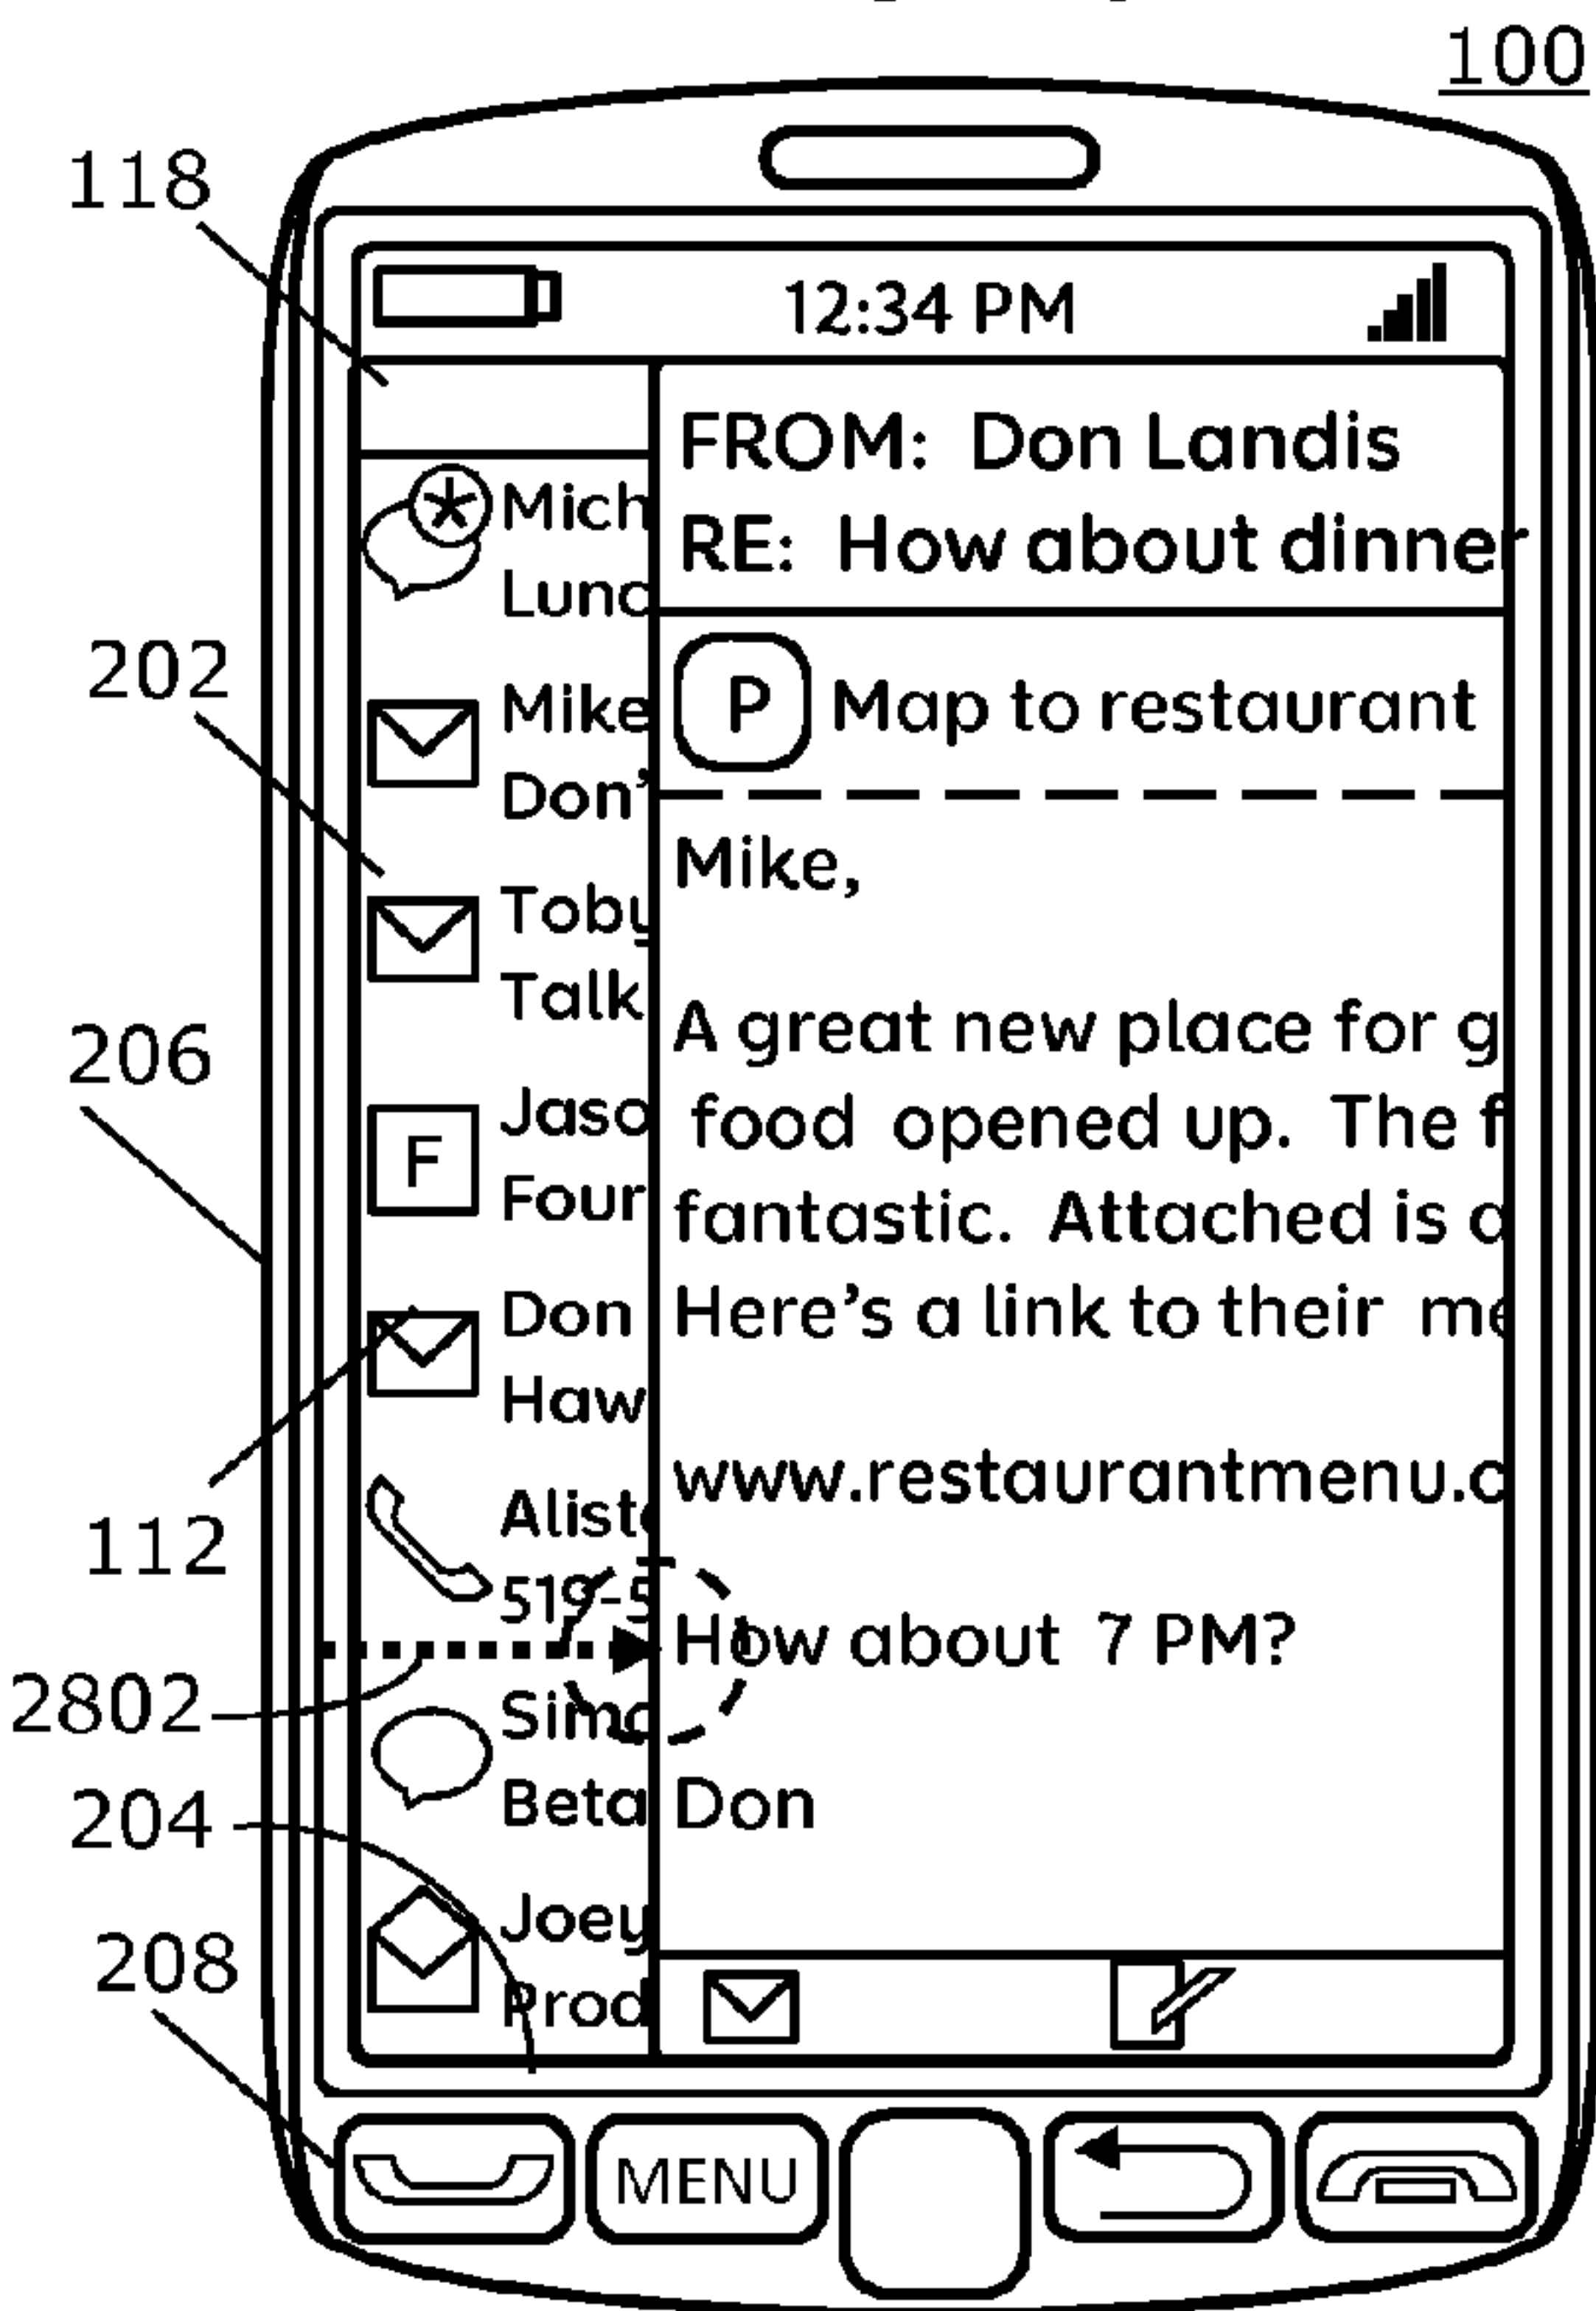 100
118
12:34 PM
FROM: Don Landis
RE: How about dinner
Mich
Lunc
202
P Map to restaurant
Mike
Don'
Mike,
Toby
Talk
A great new place for g
food opened up. The f
fantastic. Attached is a
Here's a link to their me
206
Jaso
F
Four
Don
Haw
www.restaurantmenu.c
112
Alista
519-5
How about 7 PM?
2802
Simo
Beta
Don
204
Joey
Prod
208
MENU